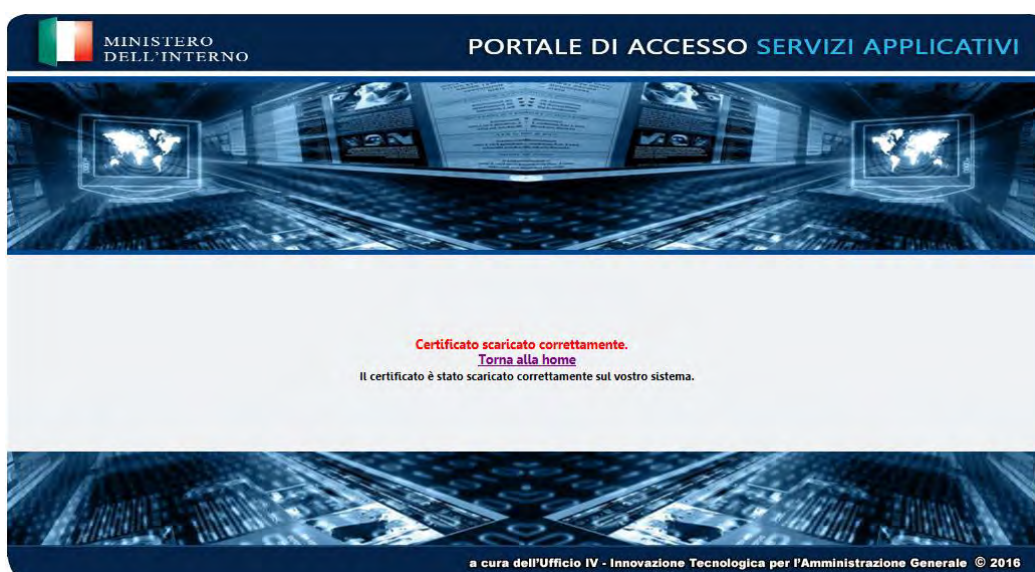 MINISTERO
DELL'INTERNO
PORTALE DI ACCESSO SERVIZI APPLICATIVI
Certificato scaricato correttamente.
Torna alla home
Il certificato è stato scaricato correttamente sul vostro sistema.
a cura dell'Ufficio IV - Innovazione Tecnologica per l'Amministrazione Generale © 2016